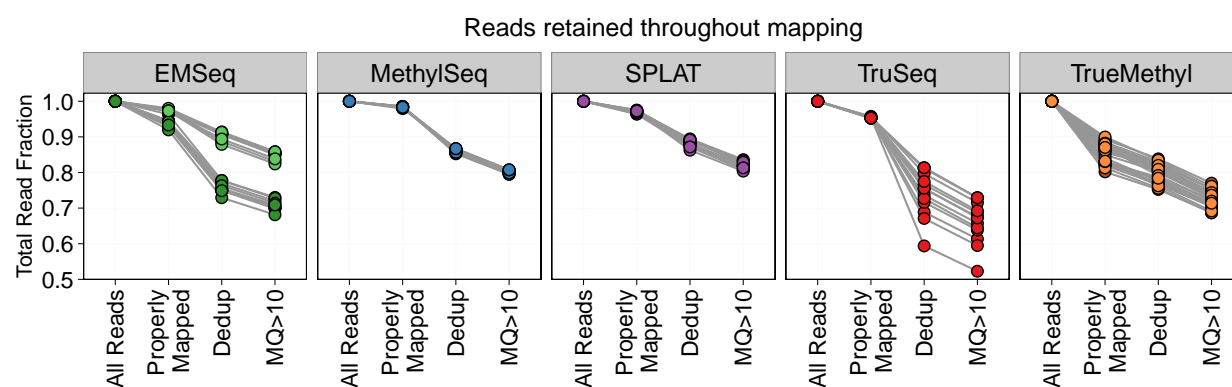 Reads retained throughout mapping
EMSeq MethylSeq SPLAT TruSeq TrueMethyl
Total Read Fraction
1.0
0.9
0.8
0.7
0.6
0.5
All Reads
Properly
Mapped
Dedup
MQ>10
All Reads
Properly
Mapped
Dedup
MQ>10
All Reads
Properly
Mapped
Dedup
MQ>10
All Reads
Properly
Mapped
Dedup
MQ>10
All Reads
Properly
Mapped
Dedup
MQ>10